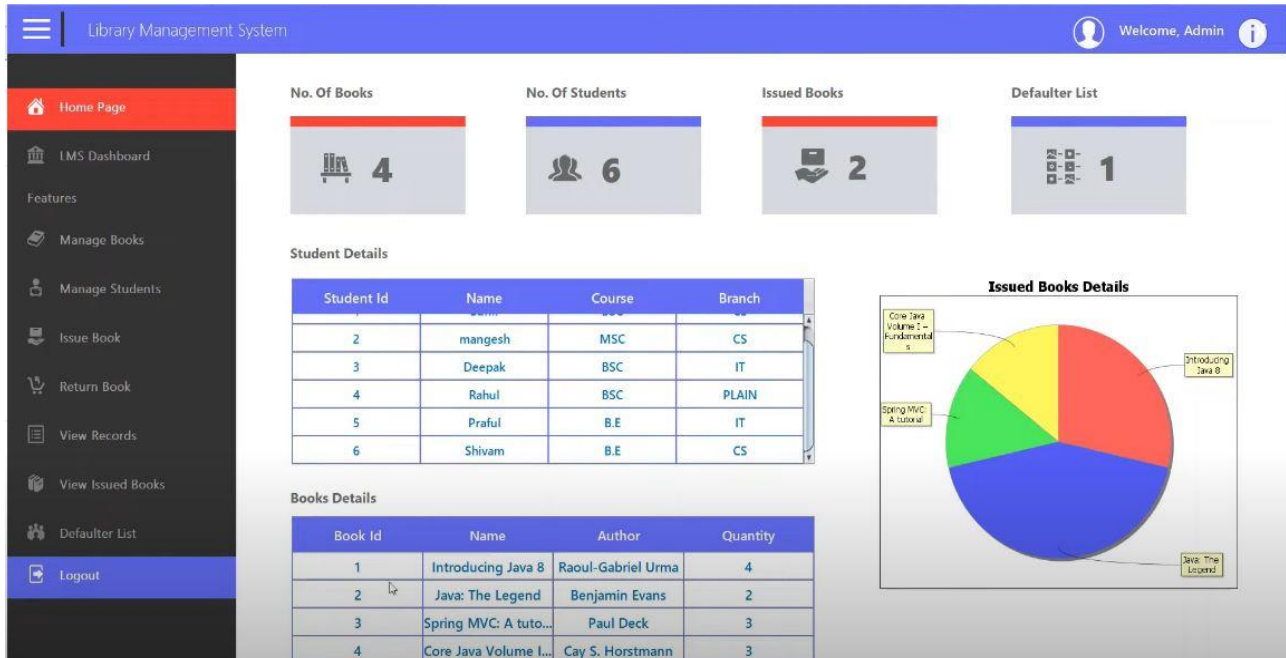 Library Management System
Welcome, Admin
Home Page
LMS Dashboard
Features
Manage Books
Manage Students
Issue Book
Return Book
View Records
View Issued Books
Defaulter List
Logout
No. Of Books No. Of Students Issued Books Defaulter List
4 6 2 1
Student Details
Student Id Name Course Branch
2 mangesh MSC CS
3 Deepak BSC IT
4 Rahul BSC PLAIN
5 Praful B.E IT
6 Shivam B.E CS
Books Details
Book Id Name Author Quantity
1 Introducing Java 8 Raoul-Gabriel Urma 4
2 Java: The Legend Benjamin Evans 2
3 Spring MVC: A tuto... Paul Deck 3
4 Core Java Volume I... Cay S. Horstmann 3
Issued Books Details
Core Java
Volume I –
Fundamental
s
Introducing
Java 8
Spring MVC:
A tutorial
Java: The
Legend